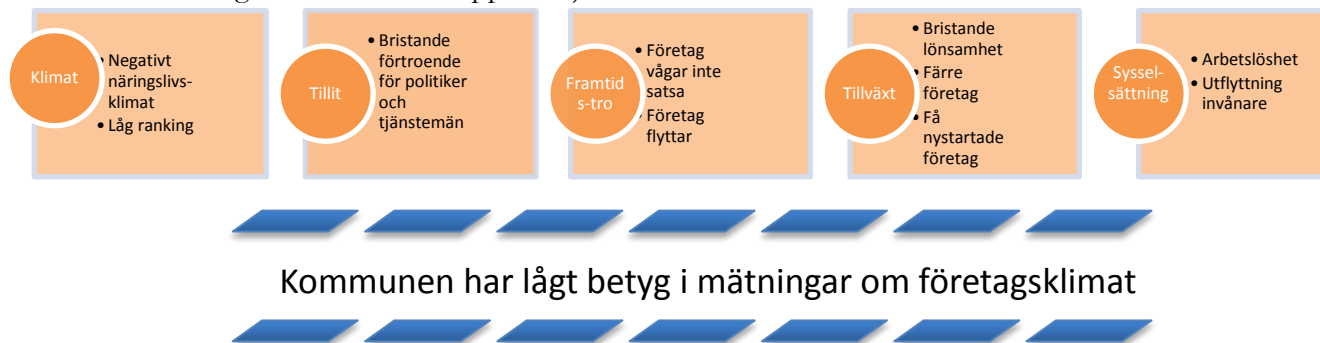 Klimat
• Negativt
näringslivs-
klimat
• Låg ranking
Tillit
• Bristande
förtroende
för politiker
och
tjänstemän
Framtid
s-tro
• Företag
vågar inte
satsa
• Företag
flyttar
Tillväxt
• Bristande
lönsamhet
• Färre
företag
• Få
nystartade
företag
Syssel-
sättning
• Arbetslöshet
• Utflyttning
invånare
Kommunen har lågt betyg i mätningar om företagsklimat